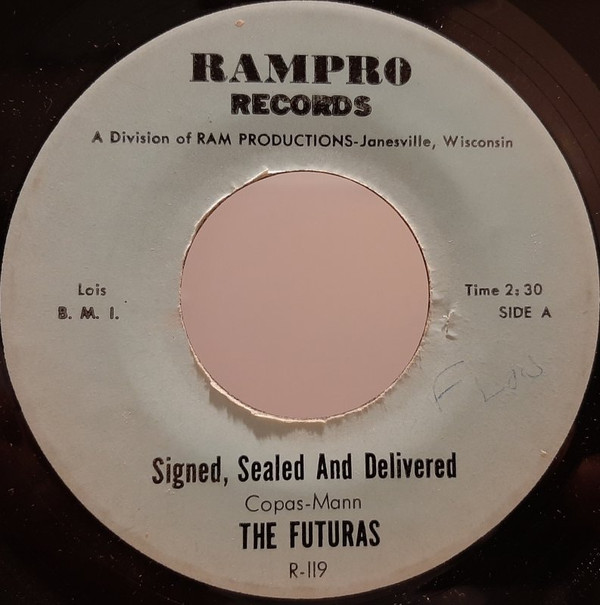 RAMPRO
RECORDS
A Division of RAM PRODUCTIONS-Janesville, Wisconsin
Lois
B. M. I.
Time 2:30
SIDE A
Signed, Sealed And Delivered
Copas-Mann
THE FUTURAS
R-119